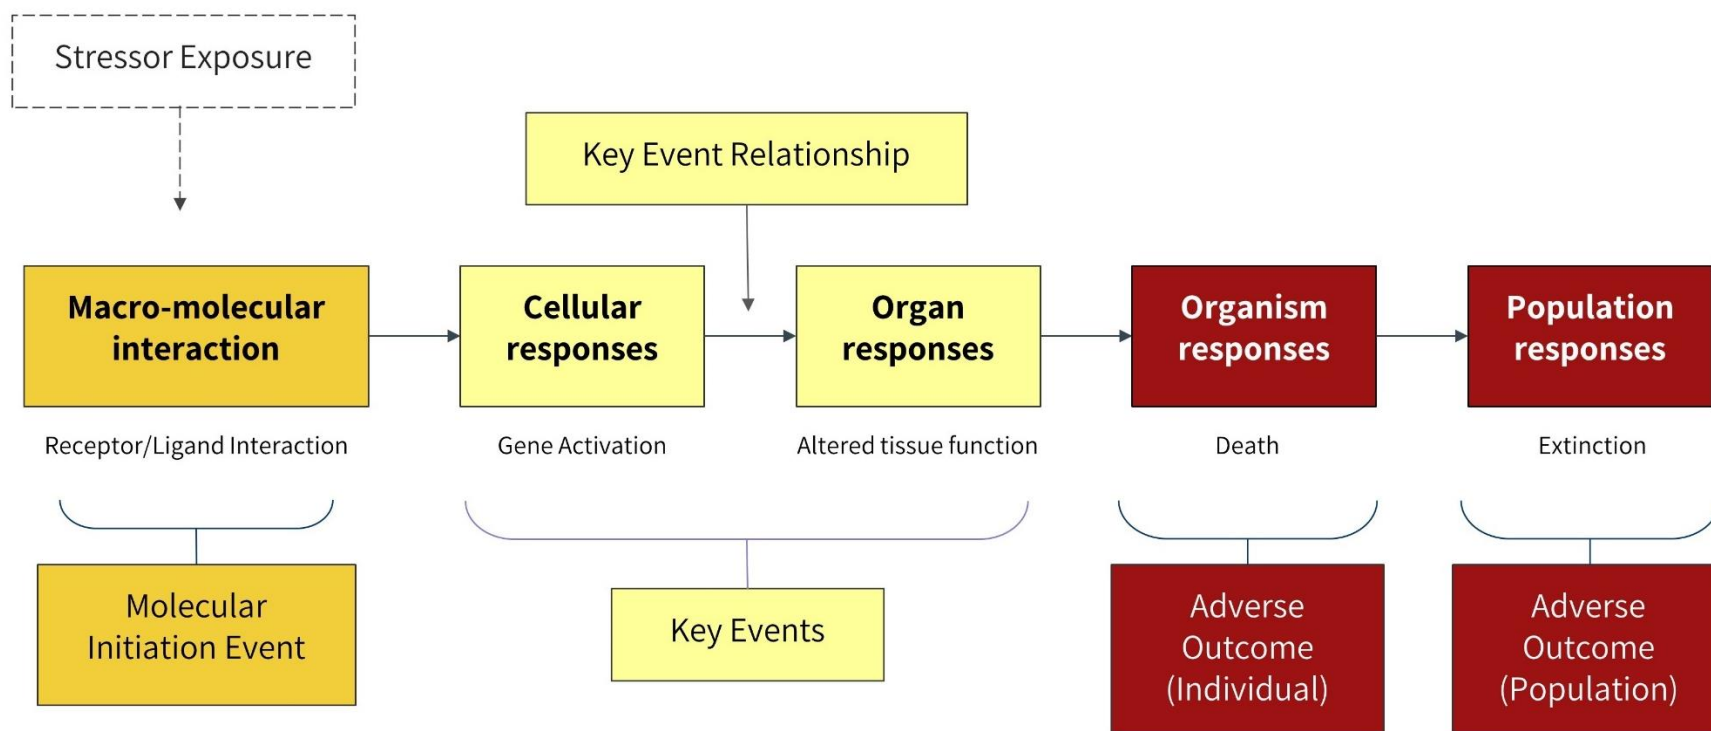 Stressor Exposure
Key Event Relationship
Macro-molecular
interaction
Cellular
responses
Organ
responses
Organism
responses
Population
responses
Receptor/Ligand Interaction
Gene Activation
Altered tissue function
Death
Extinction
Molecular
Initiation Event
Key Events
Adverse
Outcome
(Individual)
Adverse
Outcome
(Population)